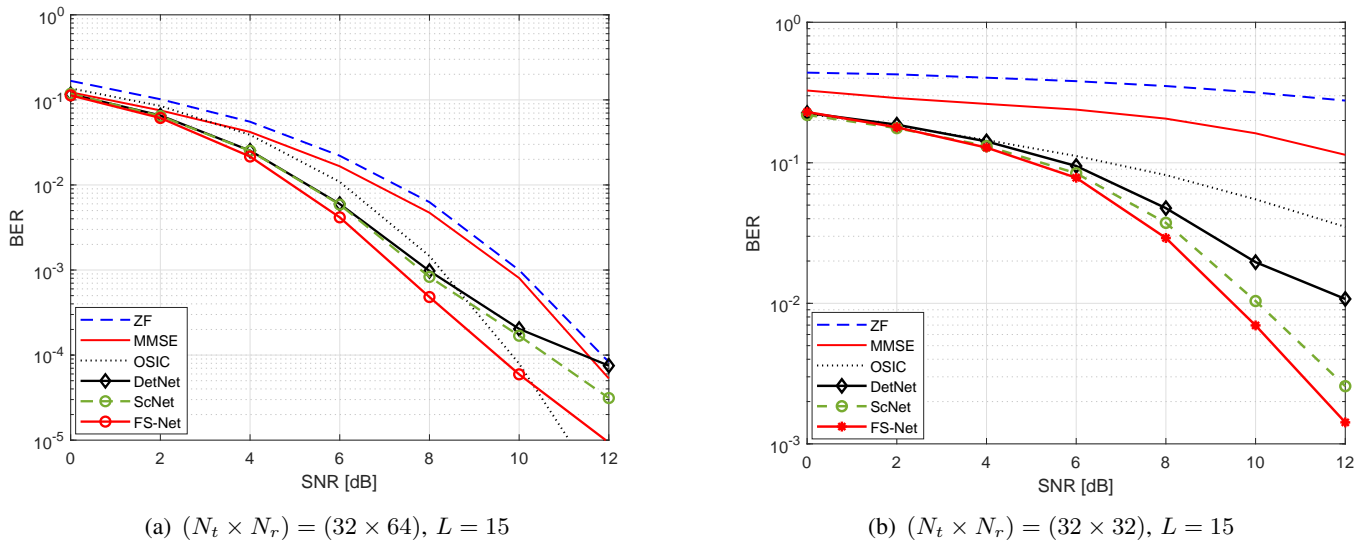 10^0
10^-1
10^-2
10^-3
10^-4
10^-5
BER
0 2 4 6 8 10 12
SNR [dB]
ZF
MMSE
OSIC
DetNet
ScNet
FS-Net
(a) (N_t × N_r) = (32 × 64), L = 15
10^0
10^-1
10^-2
10^-3
BER
0 2 4 6 8 10 12
SNR [dB]
ZF
MMSE
OSIC
DetNet
ScNet
FS-Net
(b) (N_t × N_r) = (32 × 32), L = 15